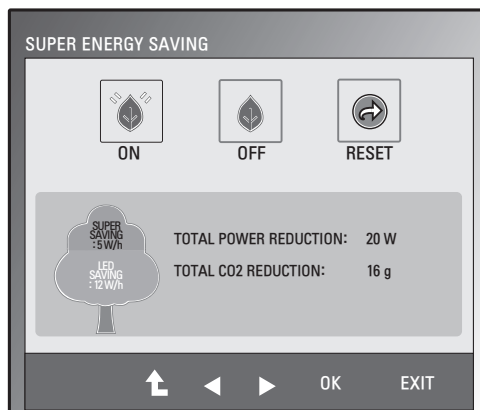 SUPER ENERGY SAVING
ON
OFF
RESET
SUPER
SAVING
: 5 W/h
LED
SAVING
: 12 W/h
TOTAL POWER REDUCTION: 20 W
TOTAL CO2 REDUCTION: 16 g
OK
EXIT